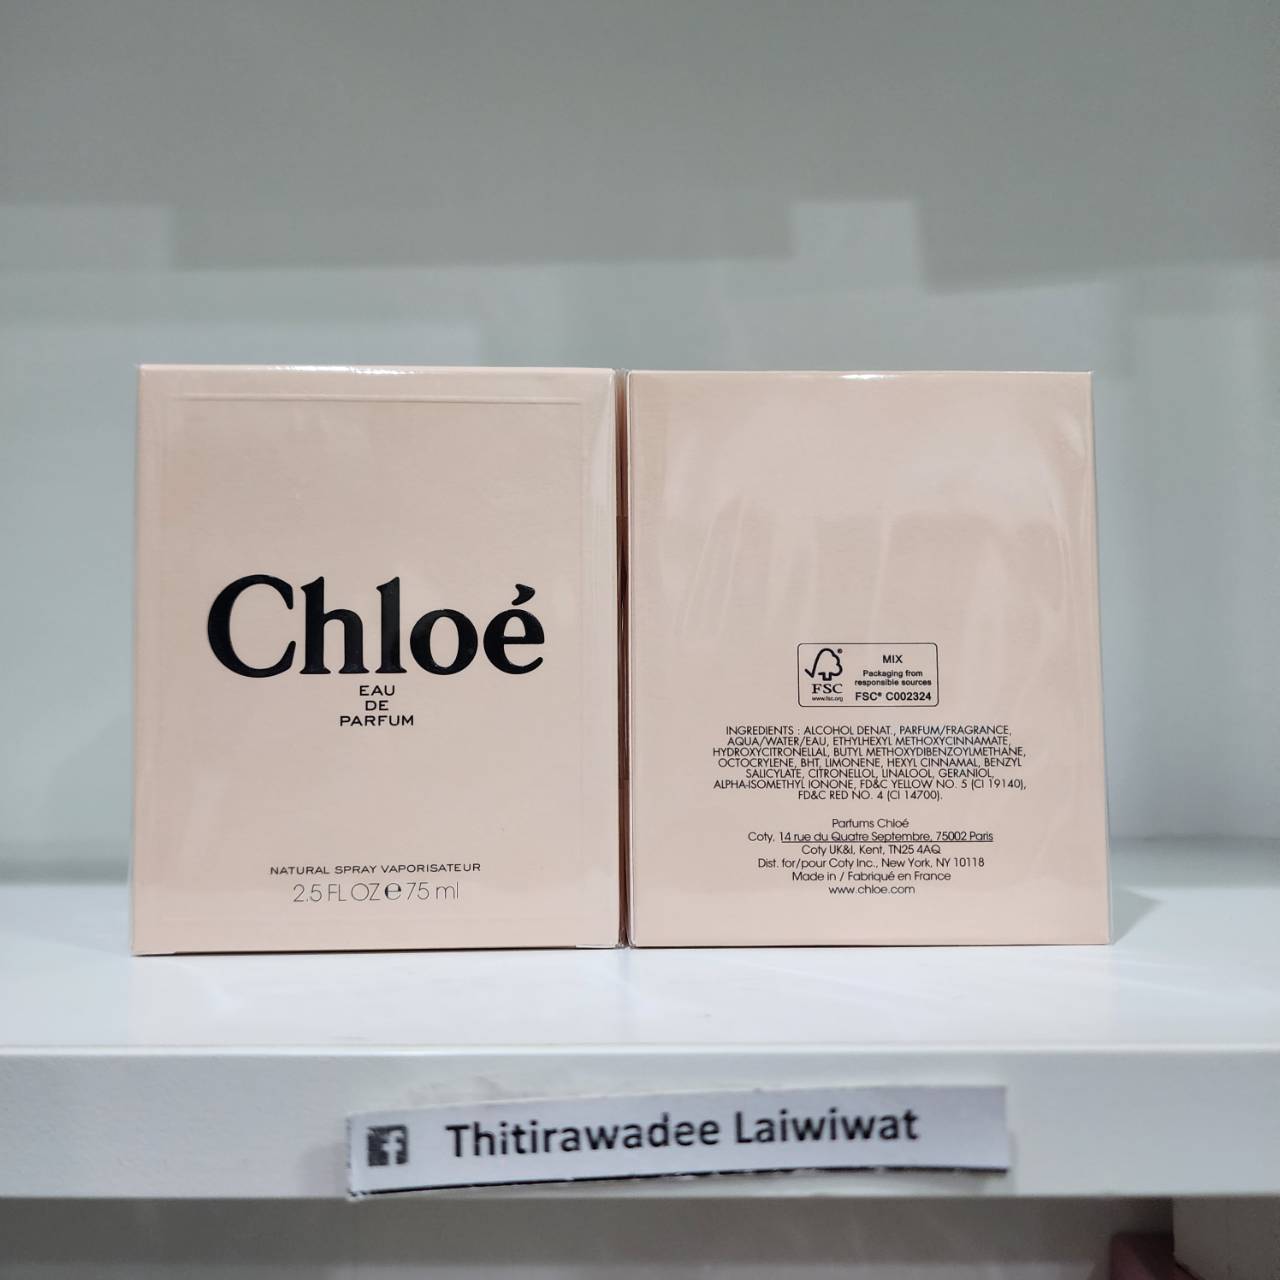 Chloé
EAU
DE
PARFUM
NATURAL SPRAY VAPORISATEUR
2.5 FL OZ ℮ 75 ml
FSC
www.fsc.org
MIX
Packaging from
responsible sources
FSC® C002324
INGREDIENTS : ALCOHOL DENAT., PARFUM/FRAGRANCE,
AQUA/WATER/EAU, ETHYLHEXYL METHOXYCINNAMATE,
HYDROXYCITRONELLAL, BUTYL METHOXYDIBENZOYLMETHANE,
OCTOCRYLENE, BHT, LIMONENE, HEXYL CINNAMAL, BENZYL
SALICYLATE, CITRONELLOL, LINALOOL, GERANIOL,
ALPHA-ISOMETHYL IONONE, FD&C YELLOW NO. 5 (CI 19140),
FD&C RED NO. 4 (CI 14700).
Parfums Chloé
Coty, 14 rue du Quatre Septembre, 75002 Paris
Coty UK&I, Kent, TN25 4AQ
Dist. for/pour Coty Inc., New York, NY 10118
Made in / Fabriqué en France
www.chloe.com
f Thitirawadee Laiwiwat